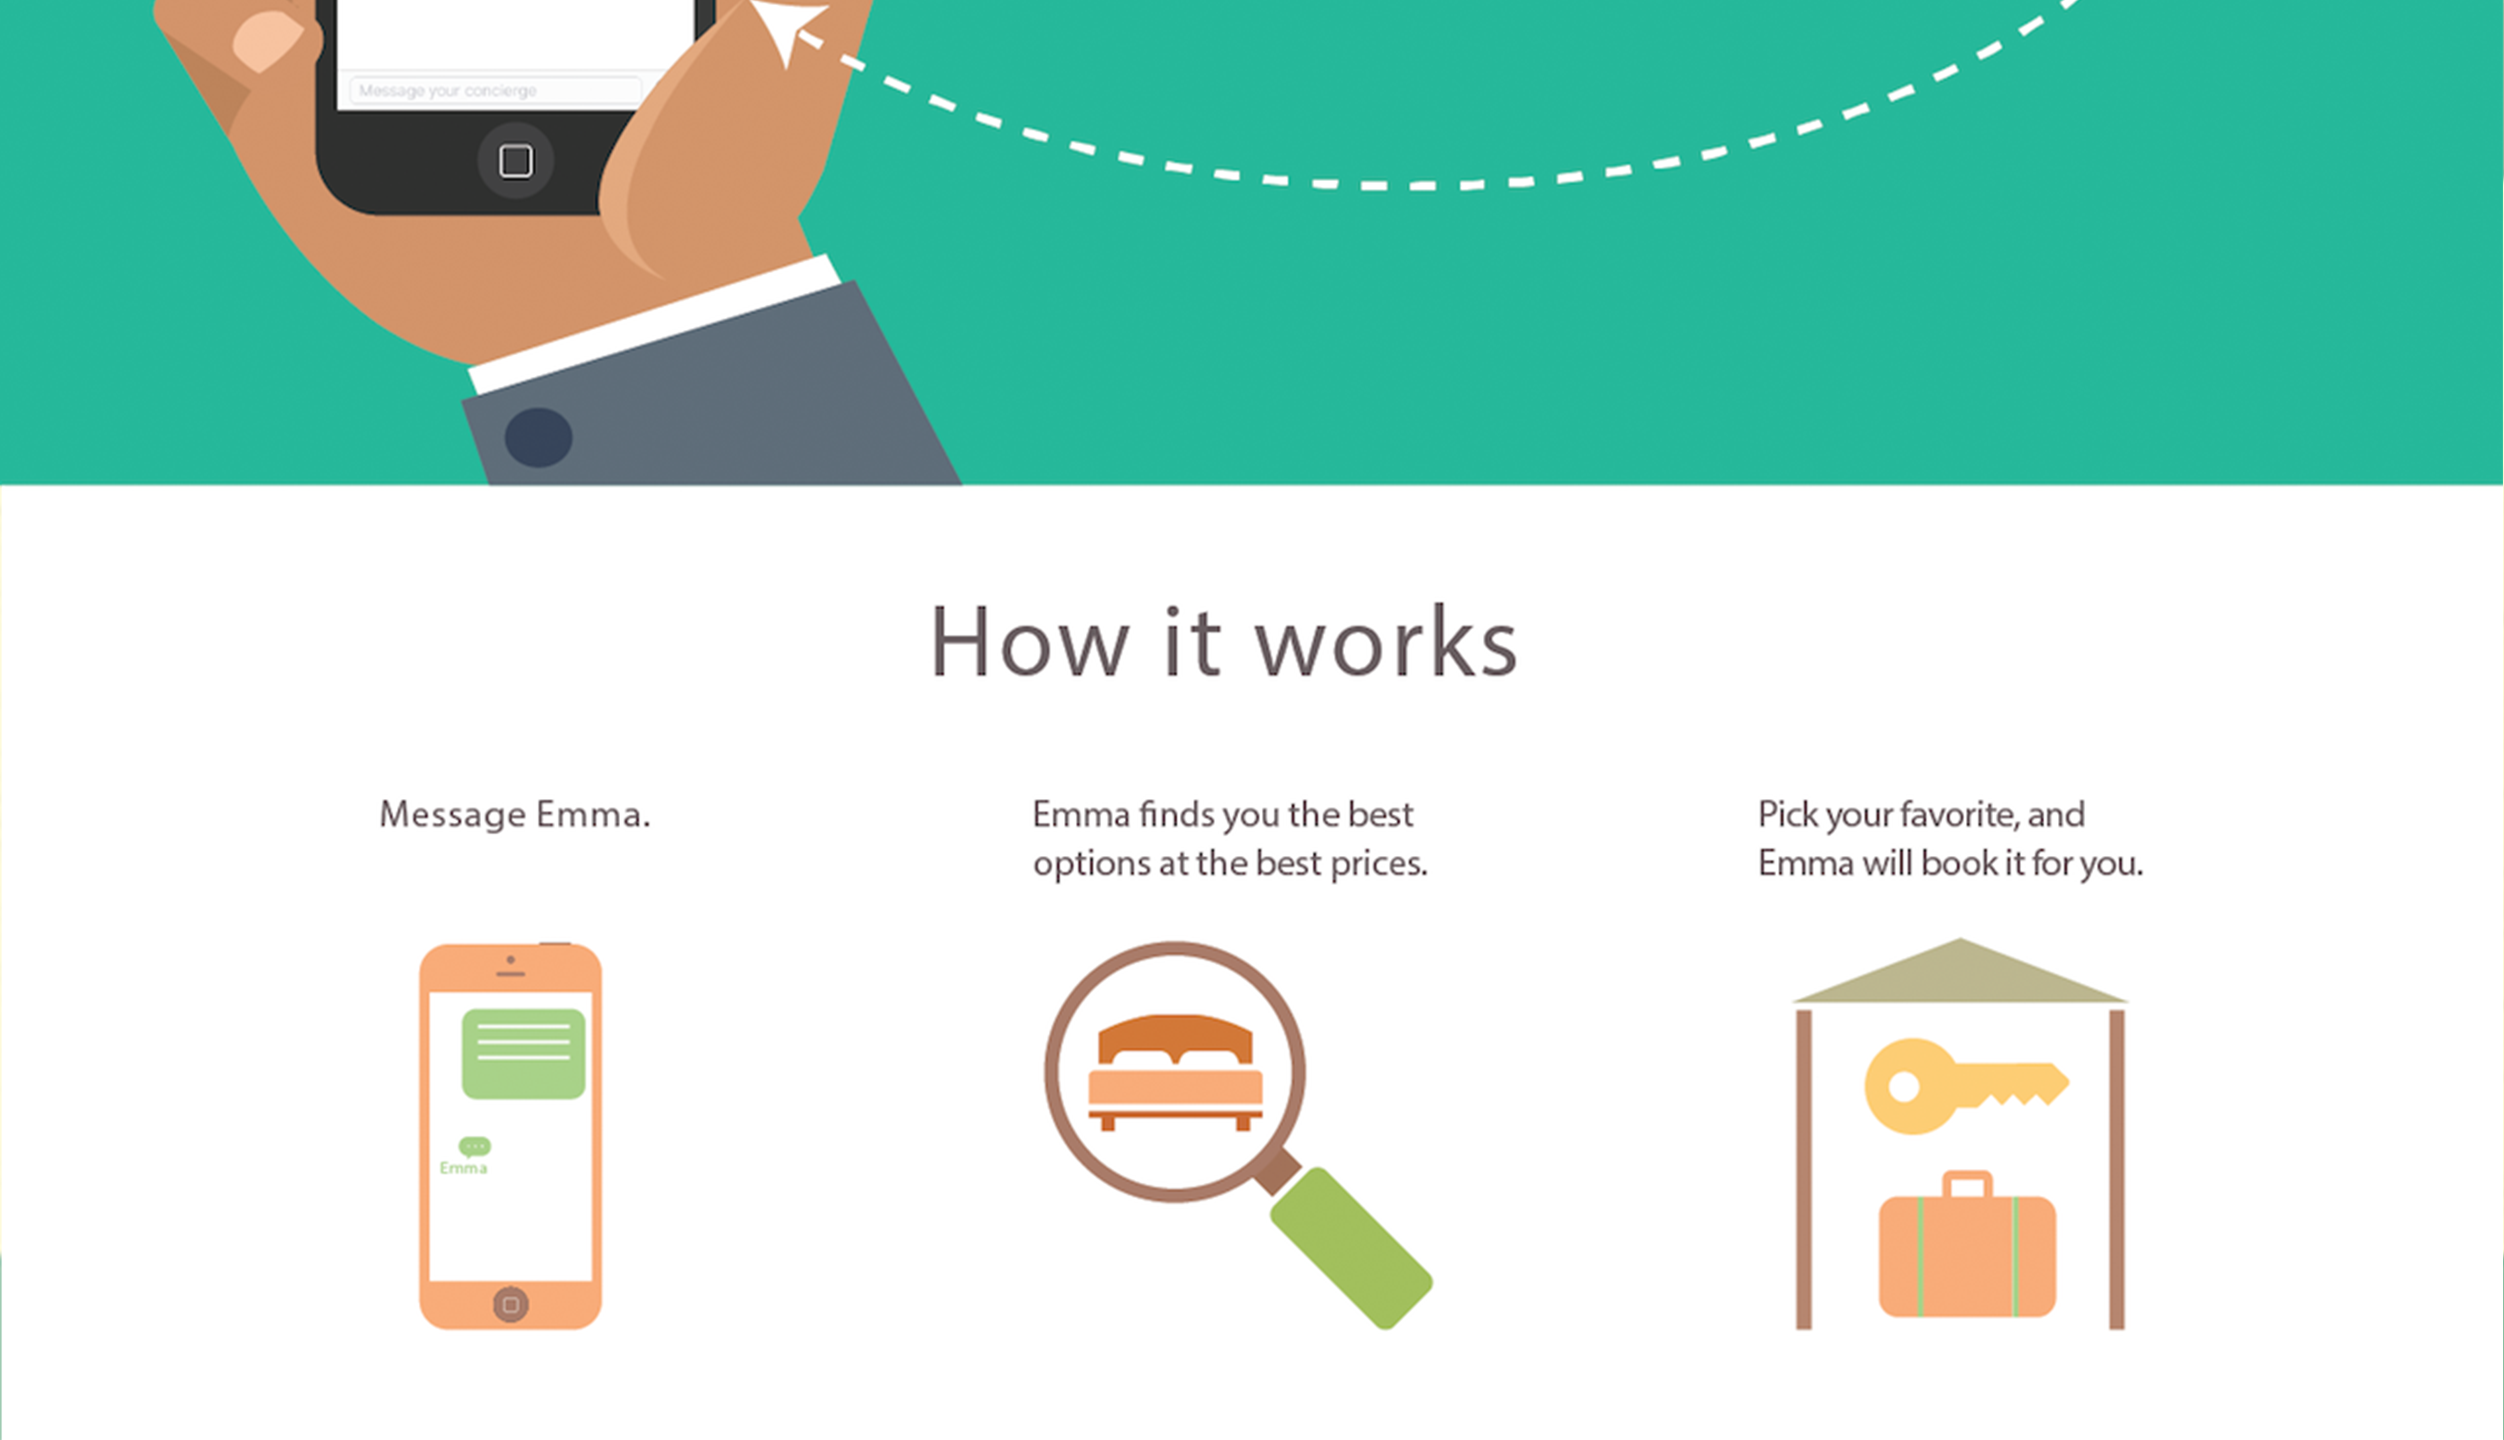 Message your concierge
How it works
Message Emma.
Emma finds you the best
options at the best prices.
Pick your favorite, and
Emma will book it for you.
Emma